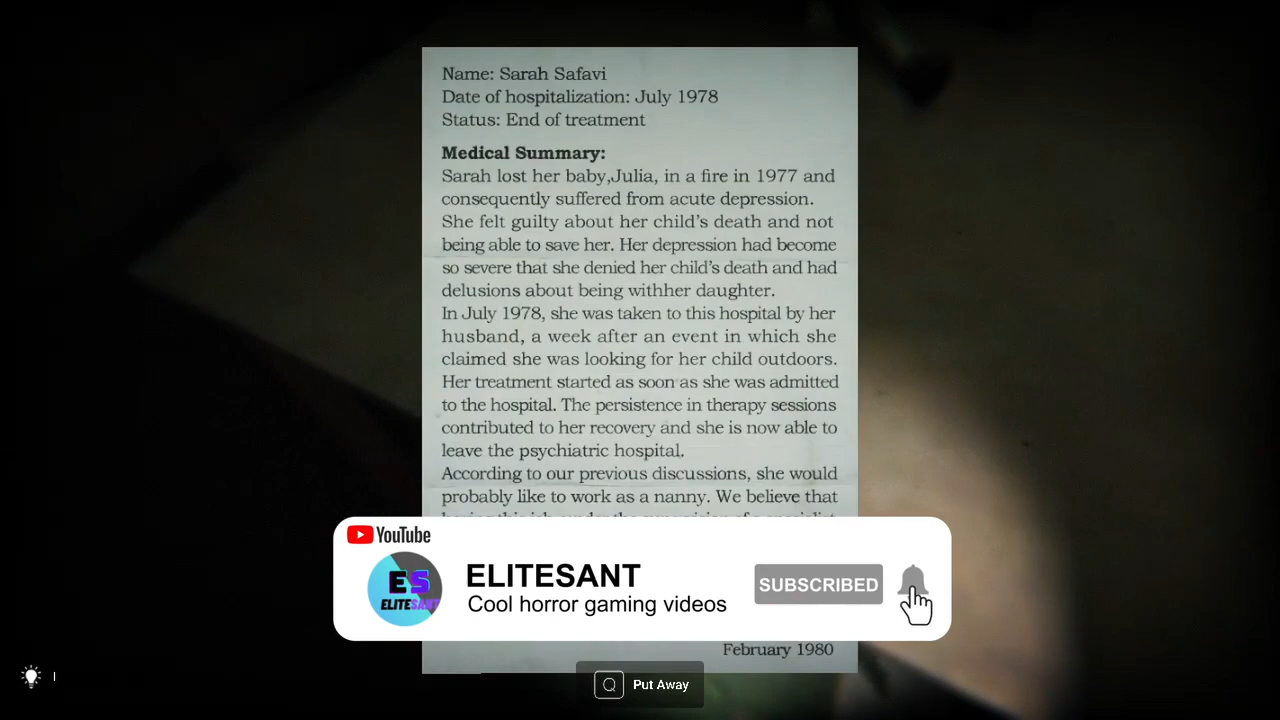 Name: Sarah Safavi
Date of hospitalization: July 1978
Status: End of treatment
Medical Summary:
Sarah lost her baby,Julia, in a fire in 1977 and
consequently suffered from acute depression.
She felt guilty about her child's death and not
being able to save her. Her depression had become
so severe that she denied her child's death and had
delusions about being withher daughter.
In July 1978, she was taken to this hospital by her
husband, a week after an event in which she
claimed she was looking for her child outdoors.
Her treatment started as soon as she was admitted
to the hospital. The persistence in therapy sessions
contributed to her recovery and she is now able to
leave the psychiatric hospital.
According to our previous discussions, she would
probably like to work as a nanny. We believe that
YouTube
ES
ELITESANT
ELITESANT
Cool horror gaming videos
SUBSCRIBED
February 1980
Q Put Away